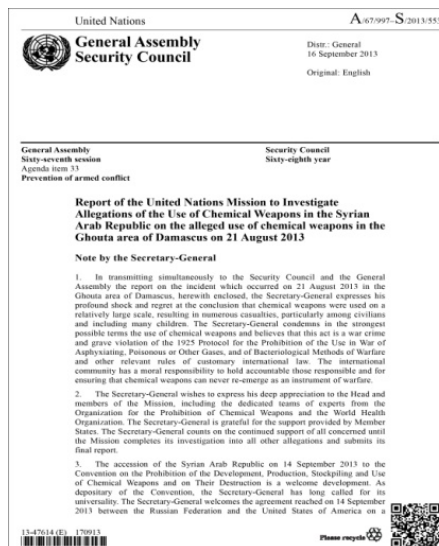 United Nations
A/67/997–S/2013/553
General Assembly
Security Council
Distr.: General
16 September 2013
Original: English
General Assembly
Sixty-seventh session
Agenda item 33
Prevention of armed conflict
Security Council
Sixty-eighth year
Report of the United Nations Mission to Investigate
Allegations of the Use of Chemical Weapons in the Syrian
Arab Republic on the alleged use of chemical weapons in the
Ghouta area of Damascus on 21 August 2013
Note by the Secretary-General
1. In transmitting simultaneously to the Security Council and the General
Assembly the report on the incident which occurred on 21 August 2013 in the
Ghouta area of Damascus, herewith enclosed, the Secretary-General expresses his
profound shock and regret at the conclusion that chemical weapons were used on a
relatively large scale, resulting in numerous casualties, particularly among civilians
and including many children. The Secretary-General condemns in the strongest
possible terms the use of chemical weapons and believes that this act is a war crime
and grave violation of the 1925 Protocol for the Prohibition of the Use in War of
Asphyxiating, Poisonous or Other Gases, and of Bacteriological Methods of Warfare
and other relevant rules of customary international law. The international
community has a moral responsibility to hold accountable those responsible and for
ensuring that chemical weapons can never re-emerge as an instrument of warfare.
2. The Secretary-General wishes to express his deep appreciation to the Head and
members of the Mission, including the dedicated teams of experts from the
Organization for the Prohibition of Chemical Weapons and the World Health
Organization. The Secretary-General is grateful for the support provided by Member
States. The Secretary-General counts on the continued support of all concerned until
the Mission completes its investigation into all other allegations and submits its
final report.
3. The accession of the Syrian Arab Republic on 14 September 2013 to the
Convention on the Prohibition of the Development, Production, Stockpiling and Use
of Chemical Weapons and on Their Destruction is a welcome development. As
depositary of the Convention, the Secretary-General has long called for its
universality. The Secretary-General welcomes the agreement reached on 14 September
2013 between the Russian Federation and the United States of America on a
13-47614 (E) 170913
Please recycle